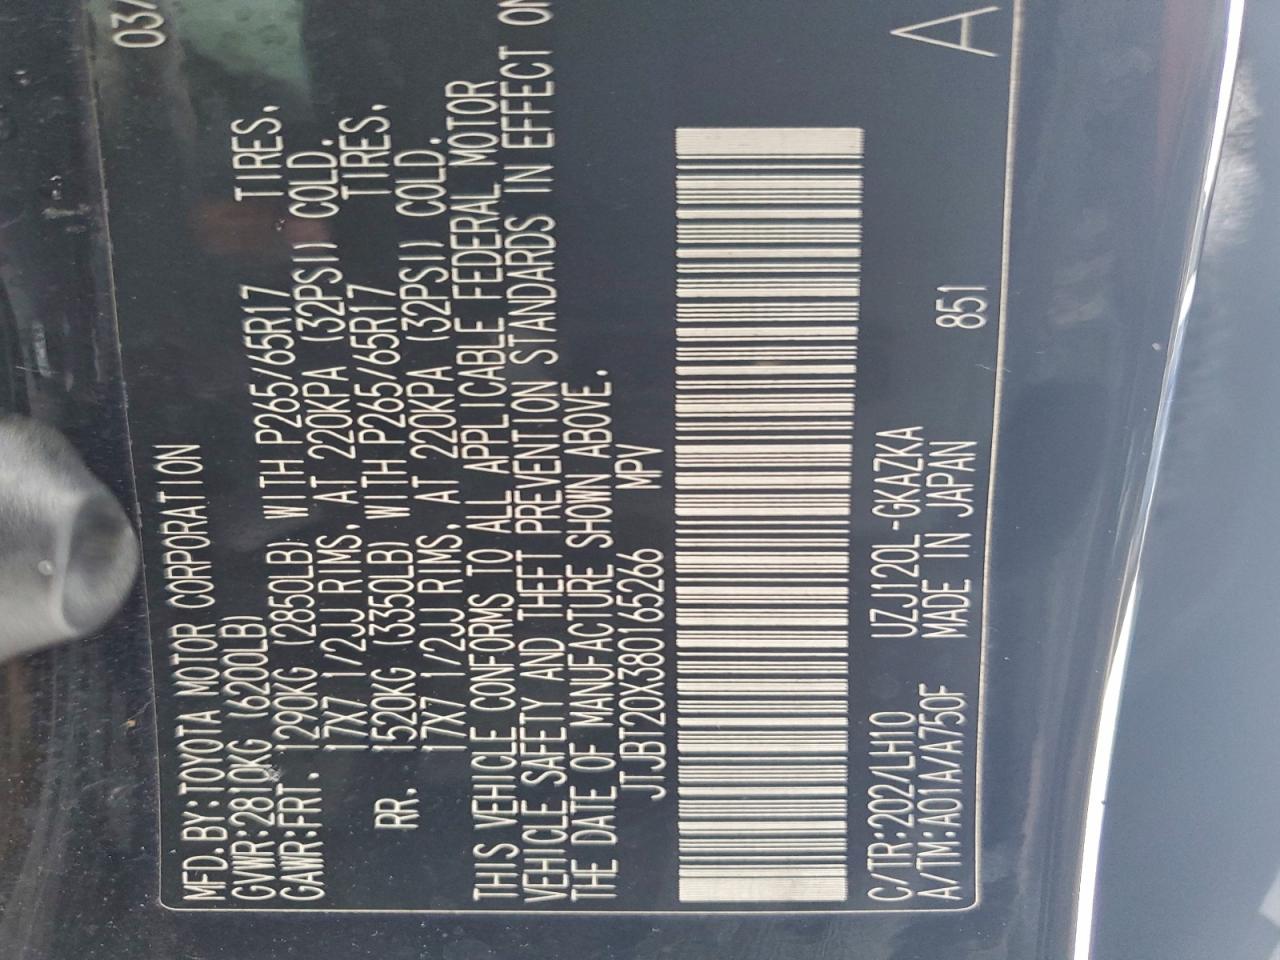 MFD.BY:TOYOTA MOTOR CORPORATION 03/
GVWR:2810KG (6200LB)
GAWR:FRT. 1290KG (2850LB) WITH P265/65R17 TIRES,
17X7 1/2JJ RIMS, AT 220KPA (32PSI) COLD.
RR. 1520KG (3350LB) WITH P265/65R17 TIRES,
17X7 1/2JJ RIMS, AT 220KPA (32PSI) COLD.
THIS VEHICLE CONFORMS TO ALL APPLICABLE FEDERAL MOTOR
VEHICLE SAFETY AND THEFT PREVENTION STANDARDS IN EFFECT ON
THE DATE OF MANUFACTURE SHOWN ABOVE.
JTJBT20X380165266 MPV
C/TR:202/LH10 UZJ120L-GKAZKA
A/TM:A01A/A750F MADE IN JAPAN 851 A